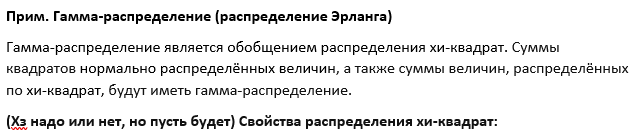 Прим. Гамма-распределение (распределение Эрланга)
Гамма-распределение является обобщением распределения хи-квадрат. Суммы
квадратов нормально распределённых величин, а также суммы величин, распределённых
по хи-квадрат, будут иметь гамма-распределение.
(Хз надо или нет, но пусть будет) Свойства распределения хи-квадрат: